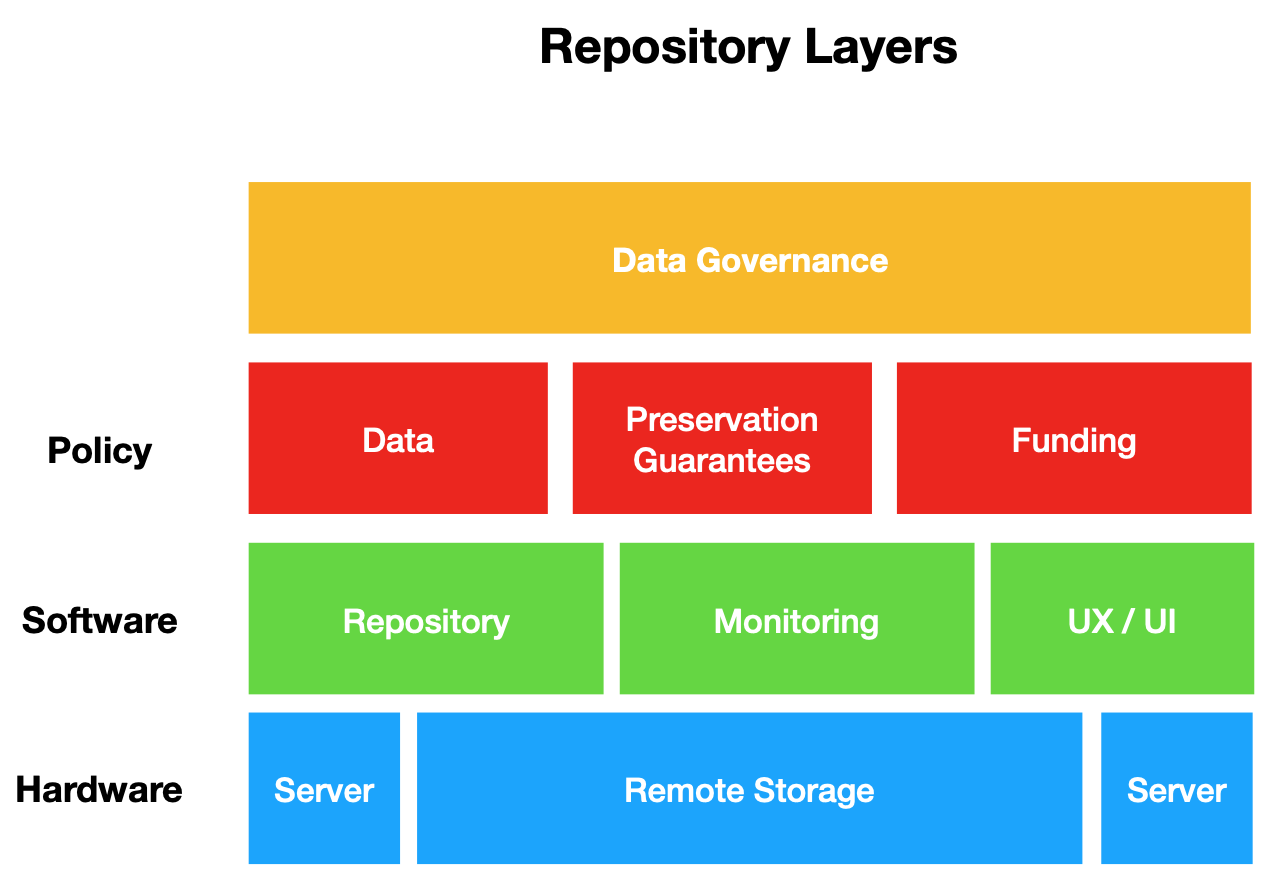 Repository Layers
Data Governance
Policy
Data
Preservation
Guarantees
Funding
Software
Repository
Monitoring
UX / UI
Hardware
Server
Remote Storage
Server